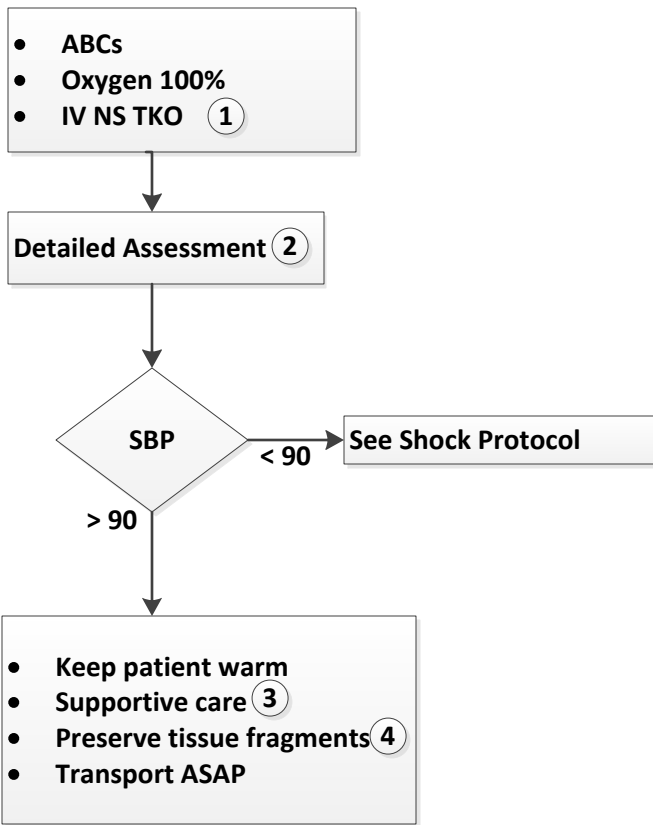 • ABCs
• Oxygen 100%
• IV NS TKO 1
Detailed Assessment 2
SBP
< 90
See Shock Protocol
> 90
• Keep patient warm
• Supportive care 3
• Preserve tissue fragments 4
• Transport ASAP